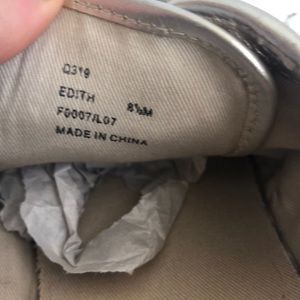 Q319
EDITH 8½M
F0007/L07
MADE IN CHINA